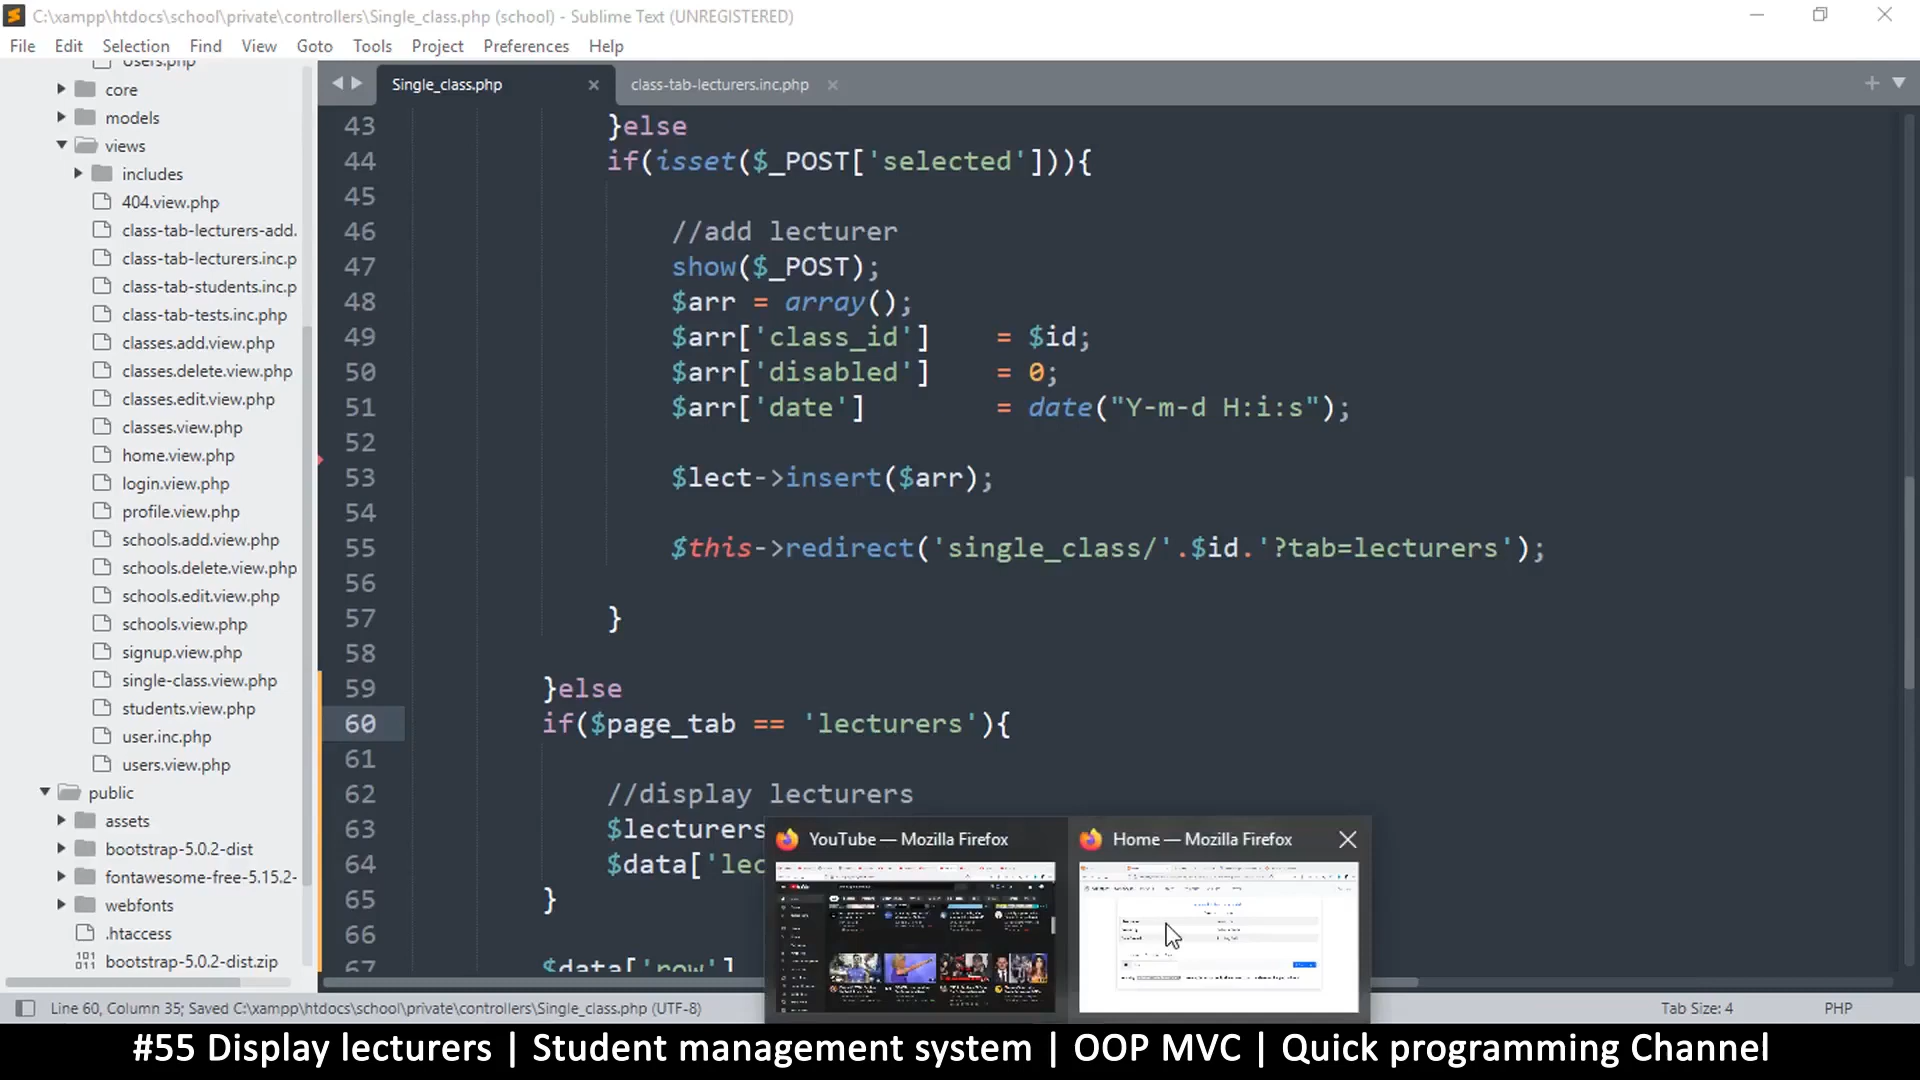 C:\xampp\htdocs\school\private\controllers\Single_class.php (school) - Sublime Text (UNREGISTERED)
File Edit Selection Find View Goto Tools Project Preferences Help
Users.php
core
models
views
includes
404.view.php
class-tab-lecturers-add.
class-tab-lecturers.inc.p
class-tab-students.inc.p
class-tab-tests.inc.php
classes.add.view.php
classes.delete.view.php
classes.edit.view.php
classes.view.php
home.view.php
login.view.php
profile.view.php
schools.add.view.php
schools.delete.view.php
schools.edit.view.php
schools.view.php
signup.view.php
single-class.view.php
students.view.php
user.inc.php
users.view.php
public
assets
bootstrap-5.0.2-dist
fontawesome-free-5.15.2-
webfonts
.htaccess
bootstrap-5.0.2-dist.zip
Single_class.php
class-tab-lecturers.inc.php
43 }else
44 if(isset($_POST['selected'])){
45
46 //add lecturer
47 show($_POST);
48 $arr = array();
49 $arr['class_id'] = $id;
50 $arr['disabled'] = 0;
51 $arr['date'] = date("Y-m-d H:i:s");
52
53 $lect->insert($arr);
54
55 $this->redirect('single_class/'.$id.'?tab=lecturers');
56
57 }
58
59 }else
60 if($page_tab == 'lecturers'){
61
62 //display lecturers
63 $lecturers
64 $data['lec
65 }
66
67 $data['row']
YouTube — Mozilla Firefox
Home — Mozilla Firefox
Line 60, Column 35; Saved C:\xampp\htdocs\school\private\controllers\Single_class.php (UTF-8)
Tab Size: 4
PHP
#55 Display lecturers | Student management system | OOP MVC | Quick programming Channel